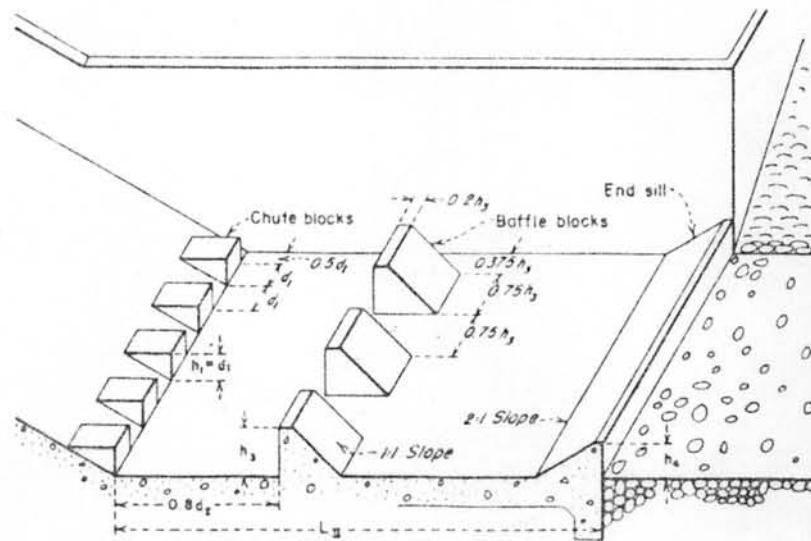 End sill
0.2h₃
Chute blocks
Baffle blocks
0.5d₁
0.375h₃
d₁
0.75h₃
d₁
0.75h₃
h₁=d₁
2:1 Slope
h₃
1:1 Slope
h₄
0.8d₂
L